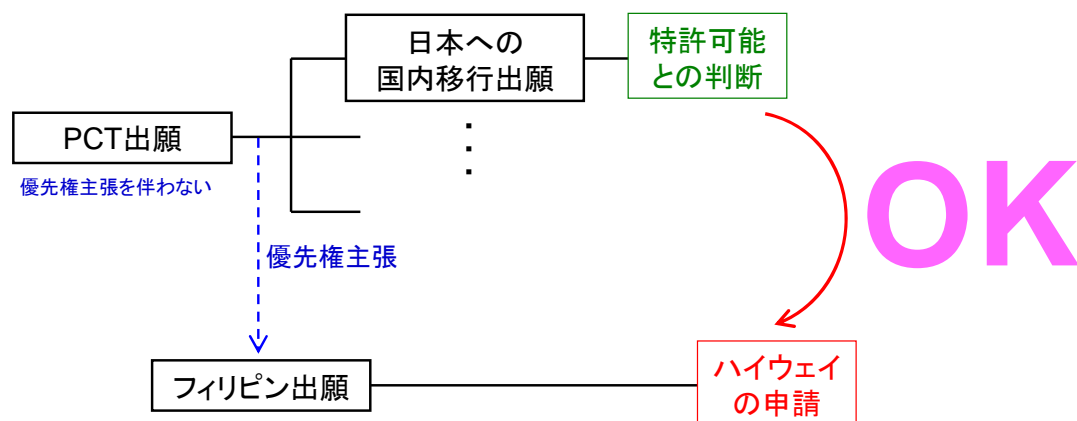 日本への
国内移行出願
特許可能
との判断
PCT出願
優先権主張を伴わない
OK
優先権主張
フィリピン出願
ハイウェイ
の申請